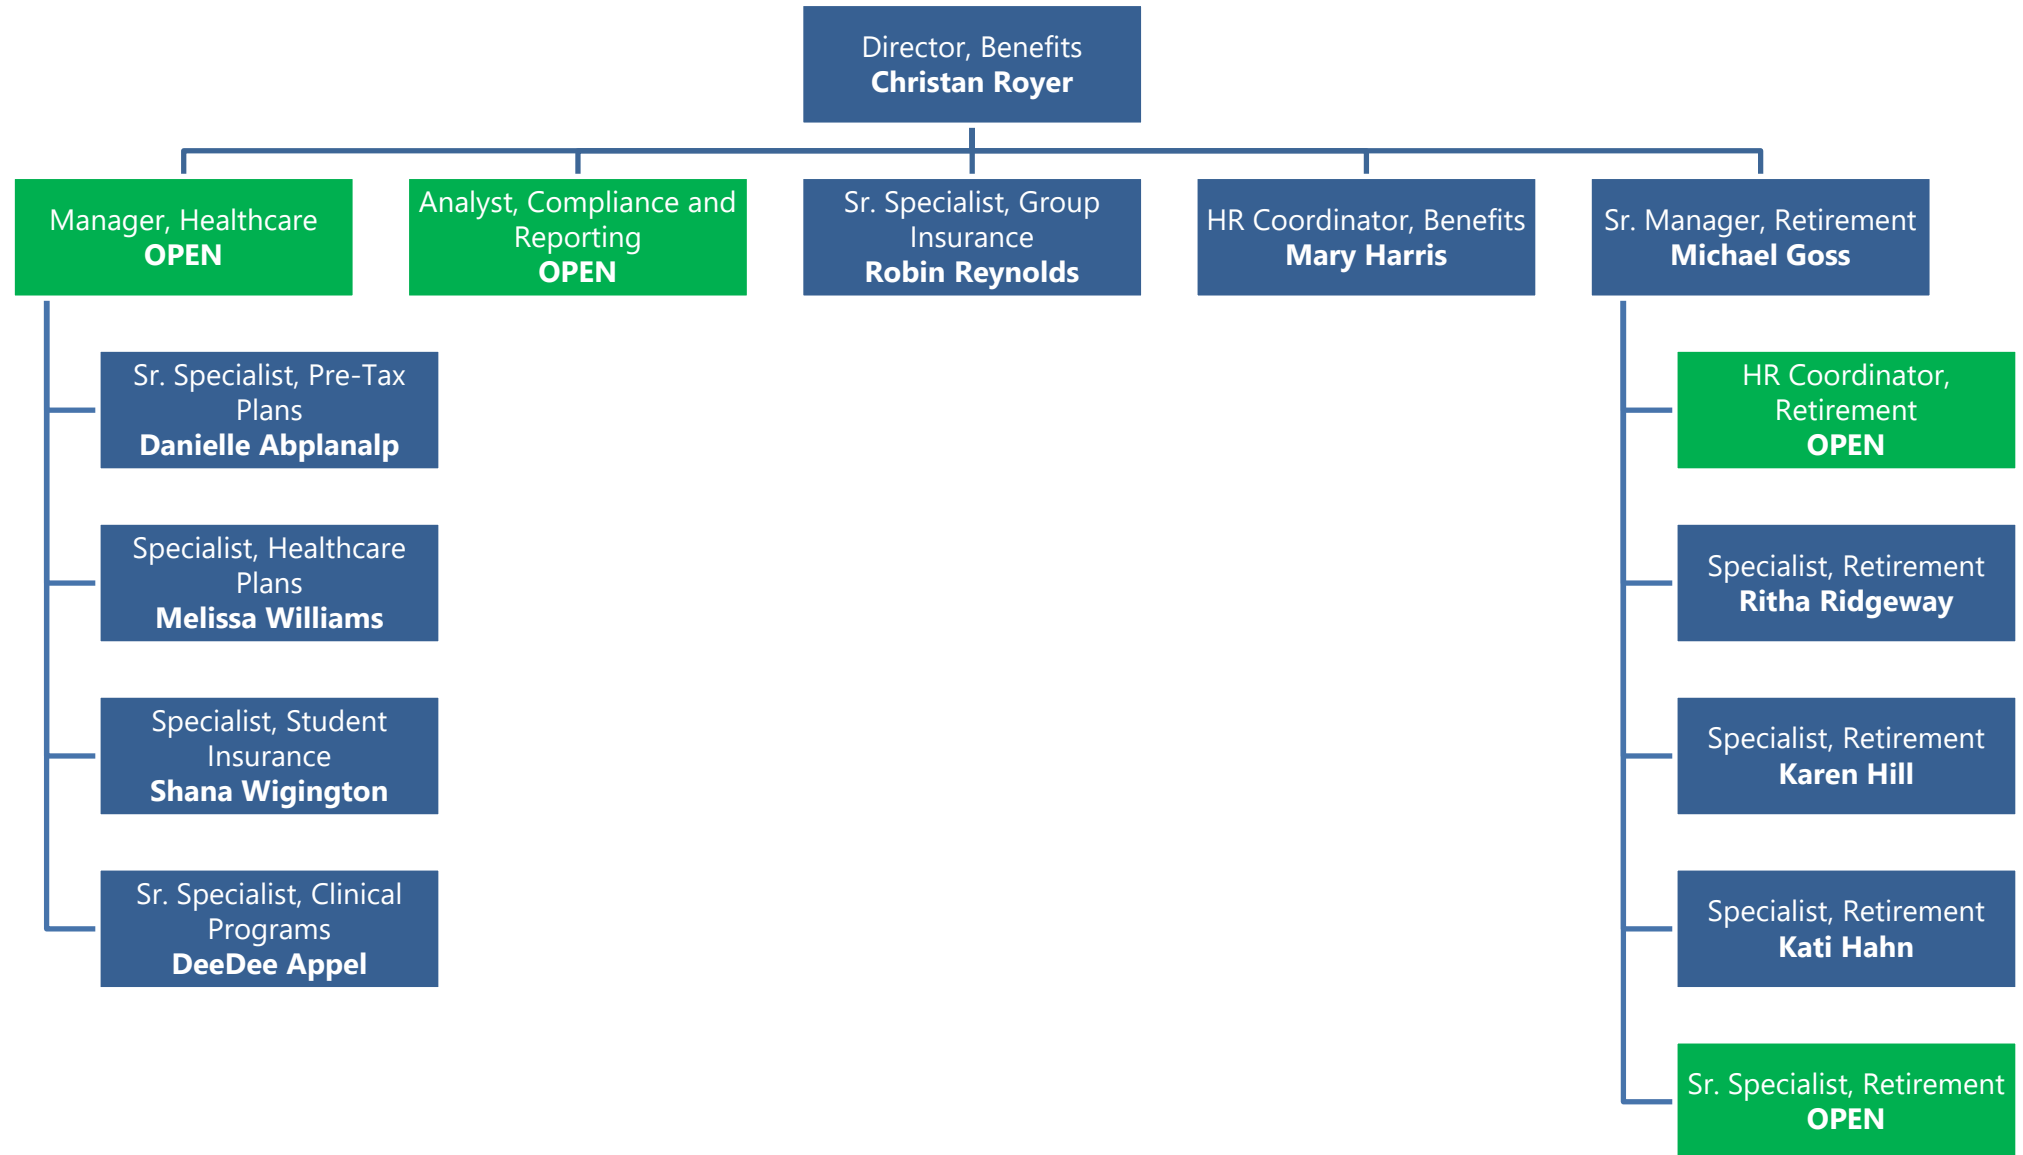 Director, Benefits
Christan Royer
Manager, Healthcare
OPEN
Analyst, Compliance and
Reporting
OPEN
Sr. Specialist, Group
Insurance
Robin Reynolds
HR Coordinator, Benefits
Mary Harris
Sr. Manager, Retirement
Michael Goss
Sr. Specialist, Pre-Tax
Plans
Danielle Abplanalp
Specialist, Healthcare
Plans
Melissa Williams
Specialist, Student
Insurance
Shana Wigington
Sr. Specialist, Clinical
Programs
DeeDee Appel
HR Coordinator,
Retirement
OPEN
Specialist, Retirement
Ritha Ridgeway
Specialist, Retirement
Karen Hill
Specialist, Retirement
Kati Hahn
Sr. Specialist, Retirement
OPEN